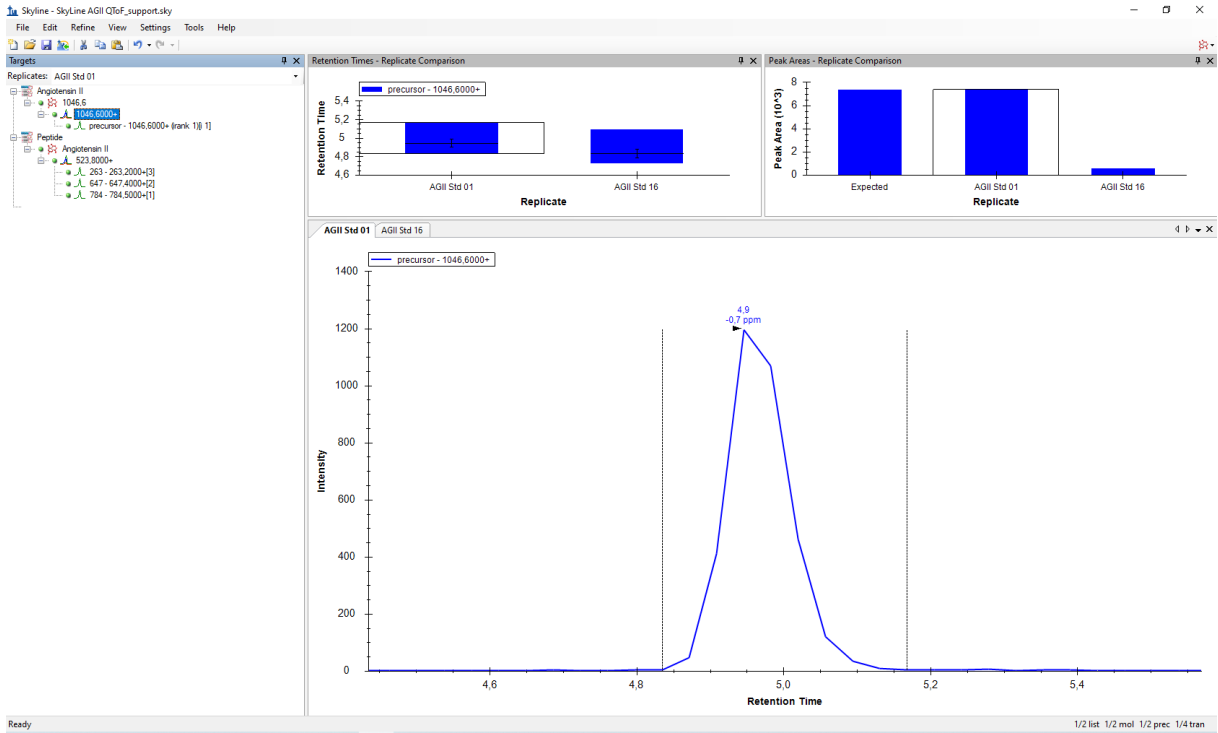 Skyline - SkyLine AGII QToF_support.sky
File Edit Refine View Settings Tools Help
Targets
Replicates: AGII Std 01
Angiotensin II
1046,6
1046,6000+
precursor - 1046,6000+ (irank 1)[i 1]
Peptide
Angiotensin II
523,8000+
263 - 263,2000+[3]
647 - 647,4000+[2]
784 - 784,5000+[1]
Retention Times - Replicate Comparison
precursor - 1046,6000+
Retention Time
5,4
5,2
5
4,8
4,6
AGII Std 01 AGII Std 16
Replicate
Peak Areas - Replicate Comparison
Peak Area (10^3)
8
6
4
2
0
Expected AGII Std 01 AGII Std 16
Replicate
AGII Std 01 AGII Std 16
precursor - 1046,6000+
4,9
-0,7 ppm
Intensity
1400
1200
1000
800
600
400
200
0
4,6 4,8 5,0 5,2 5,4
Retention Time
Ready
1/2 list 1/2 mol 1/2 prec 1/4 tran